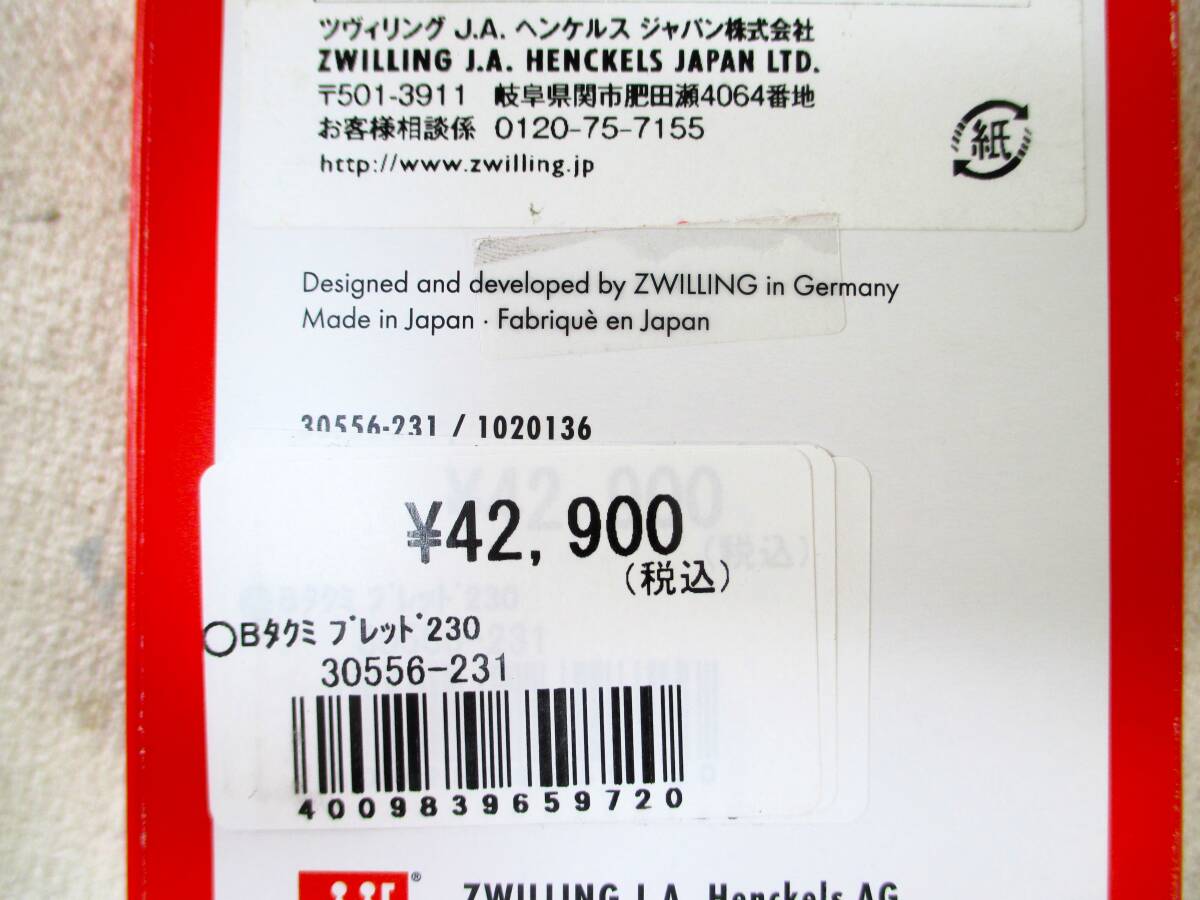 ツヴィリング J.A. ヘンケルス ジャパン株式会社
ZWILLING J.A. HENCKELS JAPAN LTD.
〒501-3911 岐阜県関市肥田瀬4064番地
お客様相談係 0120-75-7155
http://www.zwilling.jp
紙
Designed and developed by ZWILLING in Germany
Made in Japan · Fabriquè en Japan
30556-231 / 1020136
¥42,900
(税込)
○Bタクミ ブレッド230
30556-231
4009839659720
ZWILLING J.A. Henckels AG